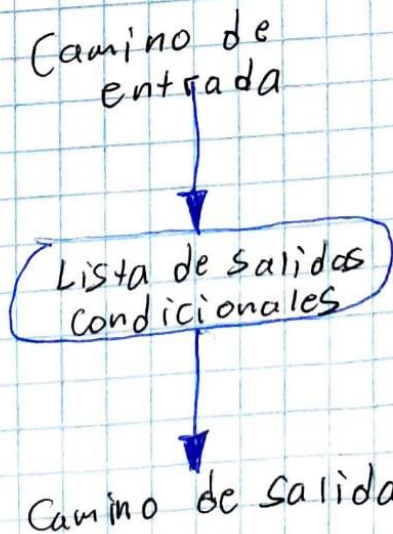 Camino de
entrada
Lista de salidas
condicionales
Camino de salida